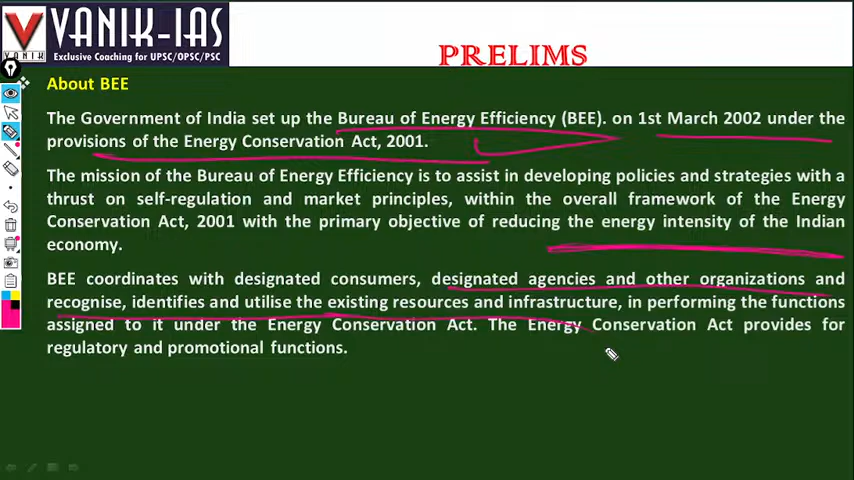 VANIK-IAS
Exclusive Coaching for UPSC/OPSC/PSC
VANIK
PRELIMS
About BEE
The Government of India set up the Bureau of Energy Efficiency (BEE). on 1st March 2002 under the
provisions of the Energy Conservation Act, 2001.
The mission of the Bureau of Energy Efficiency is to assist in developing policies and strategies with a
thrust on self-regulation and market principles, within the overall framework of the Energy
Conservation Act, 2001 with the primary objective of reducing the energy intensity of the Indian
economy.
BEE coordinates with designated consumers, designated agencies and other organizations and
recognise, identifies and utilise the existing resources and infrastructure, in performing the functions
assigned to it under the Energy Conservation Act. The Energy Conservation Act provides for
regulatory and promotional functions.